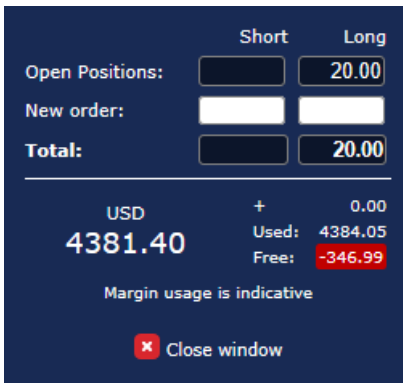 Short Long
Open Positions: 20.00
New order:
Total: 20.00
USD + 0.00
4381.40 Used: 4384.05
Free: -346.99
Margin usage is indicative
Close window